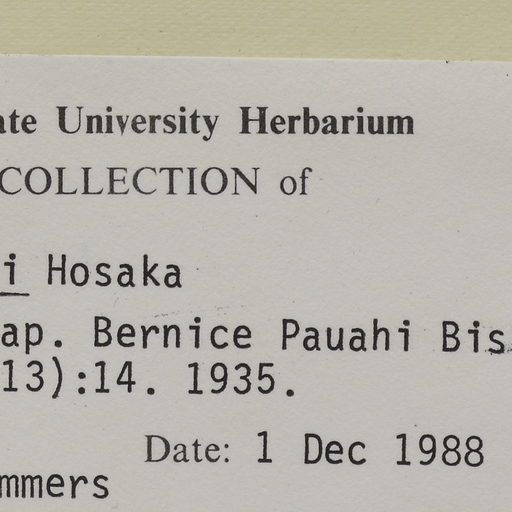 ate University Herbarium
COLLECTION of
i Hosaka
ap. Bernice Pauahi Bis
13):14. 1935.
Date: 1 Dec 1988
mmers